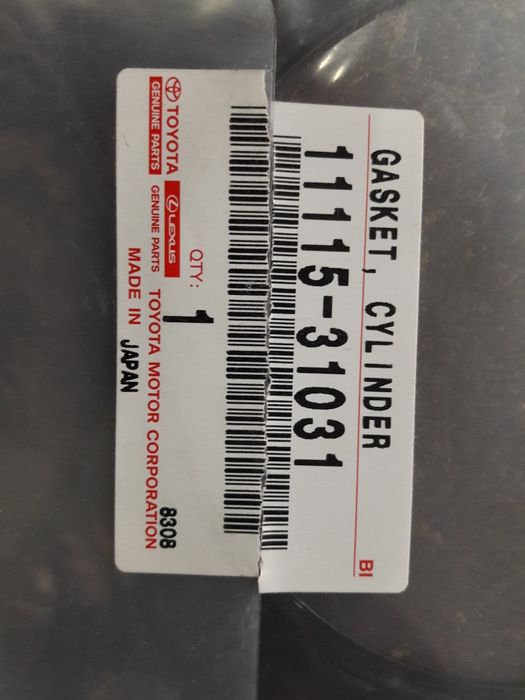 GASKET, CYLINDER
BI
11115-31031
QTY:
1
TOYOTA
GENUINE PARTS
LEXUS
GENUINE PARTS
TOYOTA MOTOR CORPORATION
8308
MADE IN JAPAN